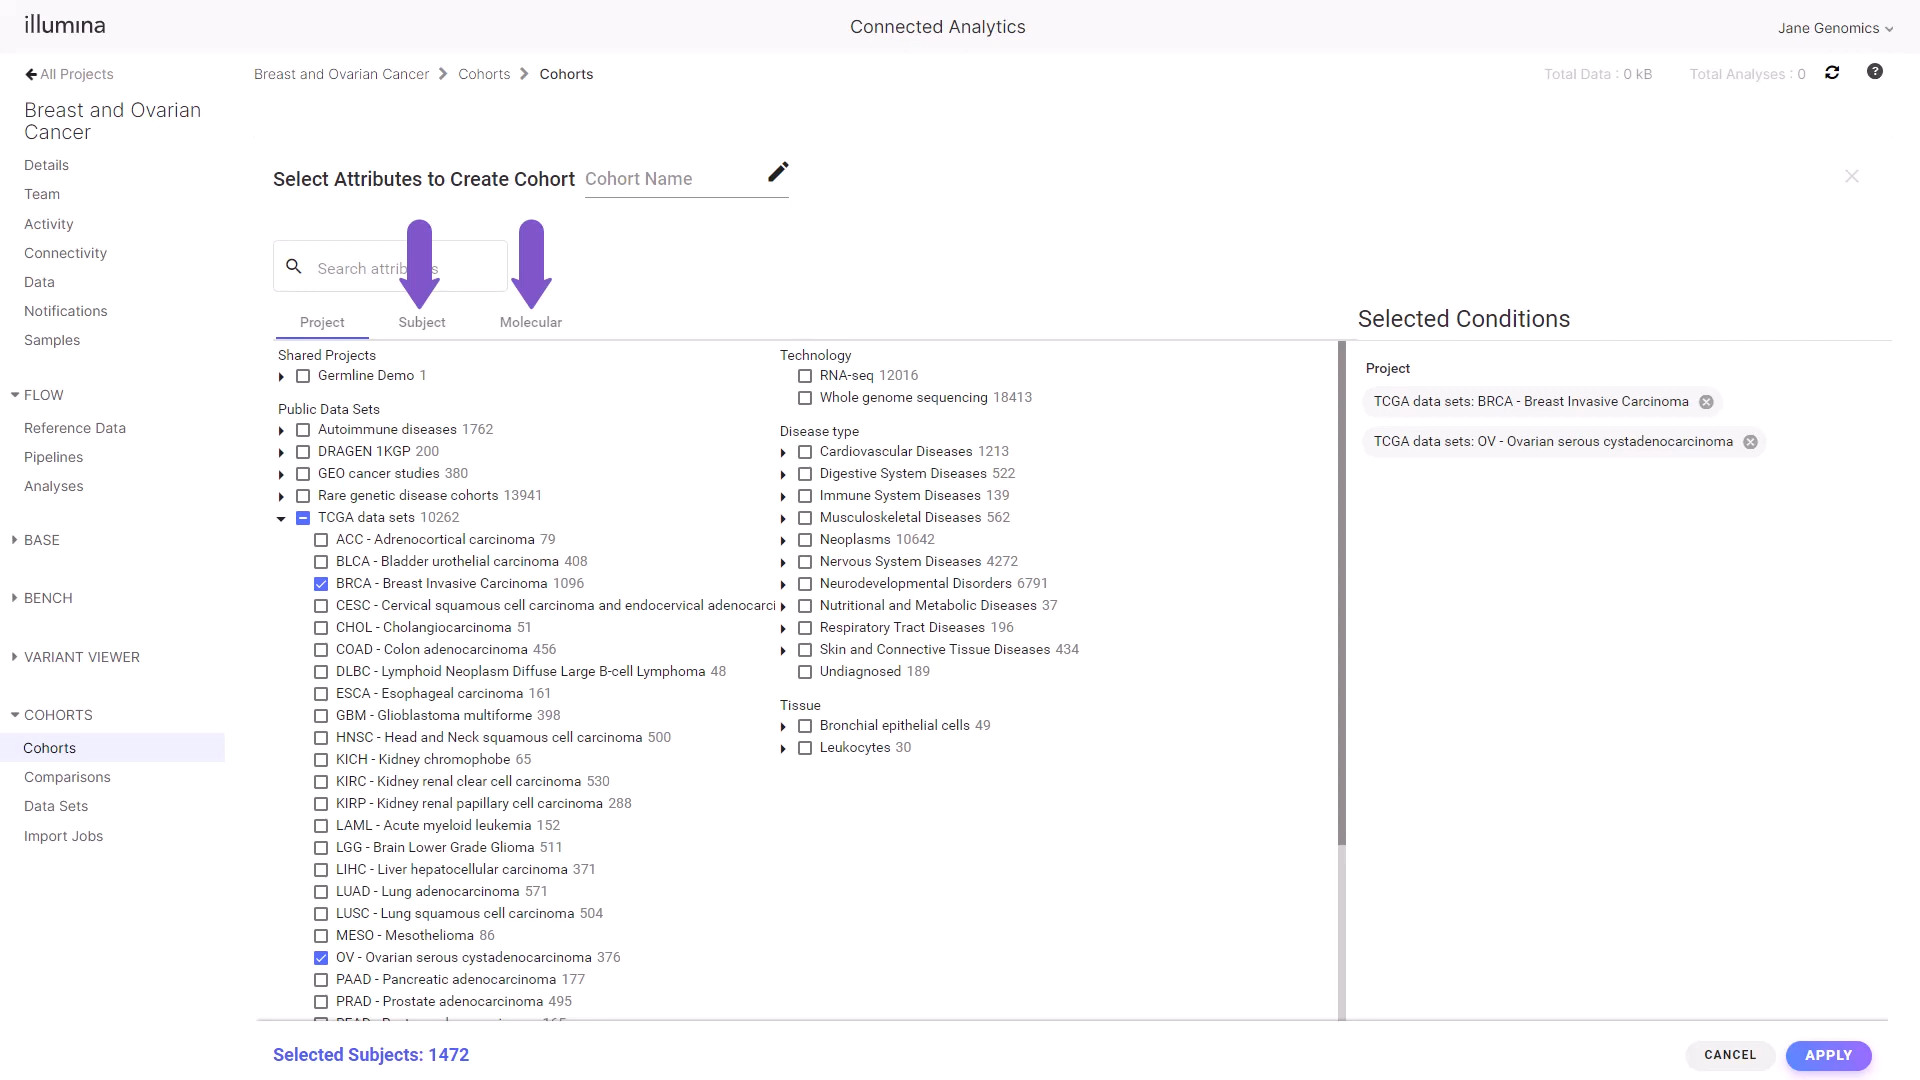 illumina
Connected Analytics
Jane Genomics
All Projects
Breast and Ovarian Cancer
Cohorts
Cohorts
Total Data : 0 kB
Total Analyses : 0
Breast and Ovarian
Cancer
Details
Team
Activity
Connectivity
Data
Notifications
Samples
FLOW
Reference Data
Pipelines
Analyses
BASE
BENCH
VARIANT VIEWER
COHORTS
Cohorts
Comparisons
Data Sets
Import Jobs
Select Attributes to Create Cohort
Cohort Name
Search
Project
Subject
Molecular
Shared Projects
Germline Demo 1
Public Data Sets
Autoimmune diseases 1762
DRAGEN 1KGP 200
GEO cancer studies 380
Rare genetic disease cohorts 13941
TCGA data sets 10262
ACC - Adrenocortical carcinoma 79
BLCA - Bladder urothelial carcinoma 408
BRCA - Breast Invasive Carcinoma 1096
CESC - Cervical squamous cell carcinoma and endocervical adenocarci
CHOL - Cholangiocarcinoma 51
COAD - Colon adenocarcinoma 456
DLBC - Lymphoid Neoplasm Diffuse Large B-cell Lymphoma 48
ESCA - Esophageal carcinoma 161
GBM - Glioblastoma multiforme 398
HNSC - Head and Neck squamous cell carcinoma 500
KICH - Kidney chromophobe 65
KIRC - Kidney renal clear cell carcinoma 530
KIRP - Kidney renal papillary cell carcinoma 288
LAML - Acute myeloid leukemia 152
LGG - Brain Lower Grade Glioma 511
LIHC - Liver hepatocellular carcinoma 371
LUAD - Lung adenocarcinoma 571
LUSC - Lung squamous cell carcinoma 504
MESO - Mesothelioma 86
OV - Ovarian serous cystadenocarcinoma 376
PAAD - Pancreatic adenocarcinoma 177
PRAD - Prostate adenocarcinoma 495
Technology
RNA-seq 12016
Whole genome sequencing 18413
Disease type
Cardiovascular Diseases 1213
Digestive System Diseases 522
Immune System Diseases 139
Musculoskeletal Diseases 562
Neoplasms 10642
Nervous System Diseases 4272
Neurodevelopmental Disorders 6791
Nutritional and Metabolic Diseases 37
Respiratory Tract Diseases 196
Skin and Connective Tissue Diseases 434
Undiagnosed 189
Tissue
Bronchial epithelial cells 49
Leukocytes 30
Selected Conditions
Project
TCGA data sets: BRCA - Breast Invasive Carcinoma
TCGA data sets: OV - Ovarian serous cystadenocarcinoma
Selected Subjects: 1472
CANCEL
APPLY